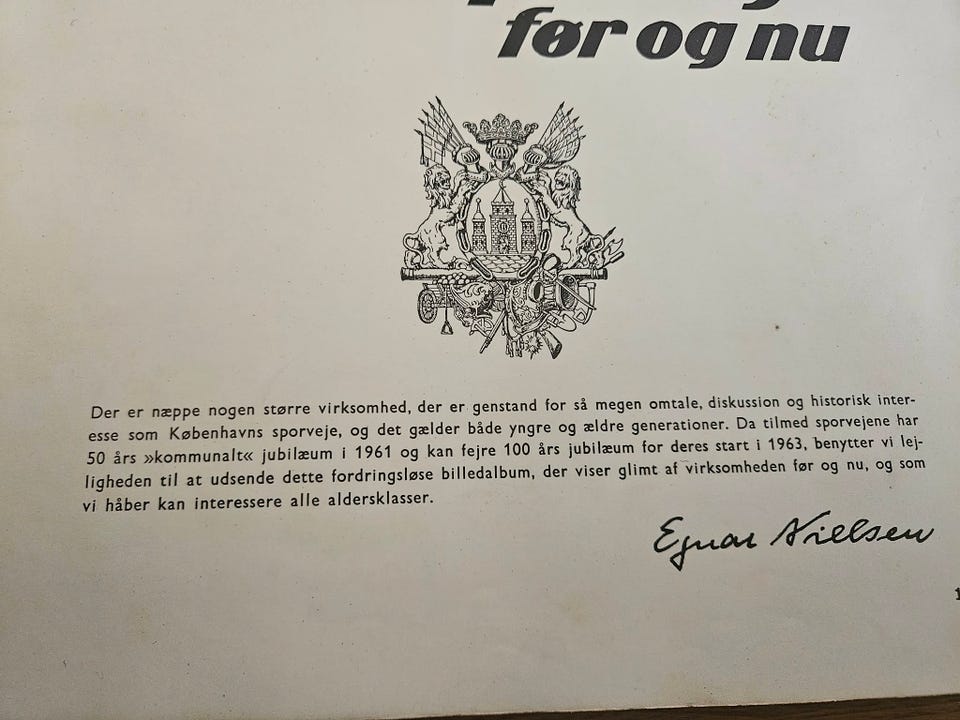 før og nu
Der er næppe nogen større virksomhed, der er genstand for så megen omtale, diskussion og historisk inter-
esse som Københavns sporveje, og det gælder både yngre og ældre generationer. Da tilmed sporvejene har
50 års »kommunalt« jubilæum i 1961 og kan fejre 100 års jubilæum for deres start i 1963, benytter vi lej-
ligheden til at udsende dette fordringsløse billedalbum, der viser glimt af virksomheden før og nu, og som
vi håber kan interessere alle aldersklasser.
Egnar Nillsen
1